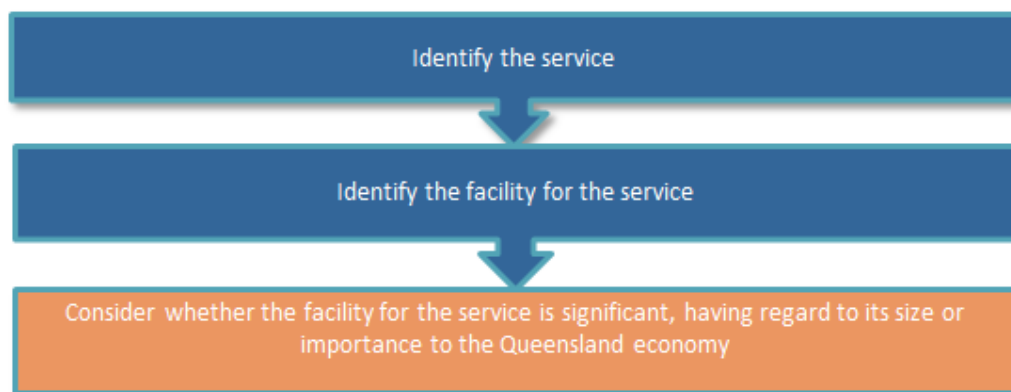 Identify the service
Identify the facility for the service
Consider whether the facility for the service is significant, having regard to its size or
importance to the Queensland economy